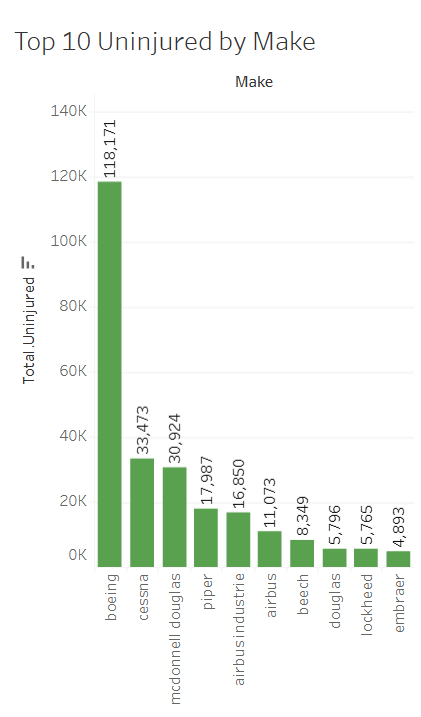 Top 10 Uninjured by Make
Make
140K
120K
100K
80K
60K
40K
20K
0K
Total.Uninjured
118,171
33,473
30,924
17,987
16,850
11,073
8,349
5,796
5,765
4,893
boeing
cessna
mcdonnell douglas
piper
airbus industrie
airbus
beech
douglas
lockheed
embraer